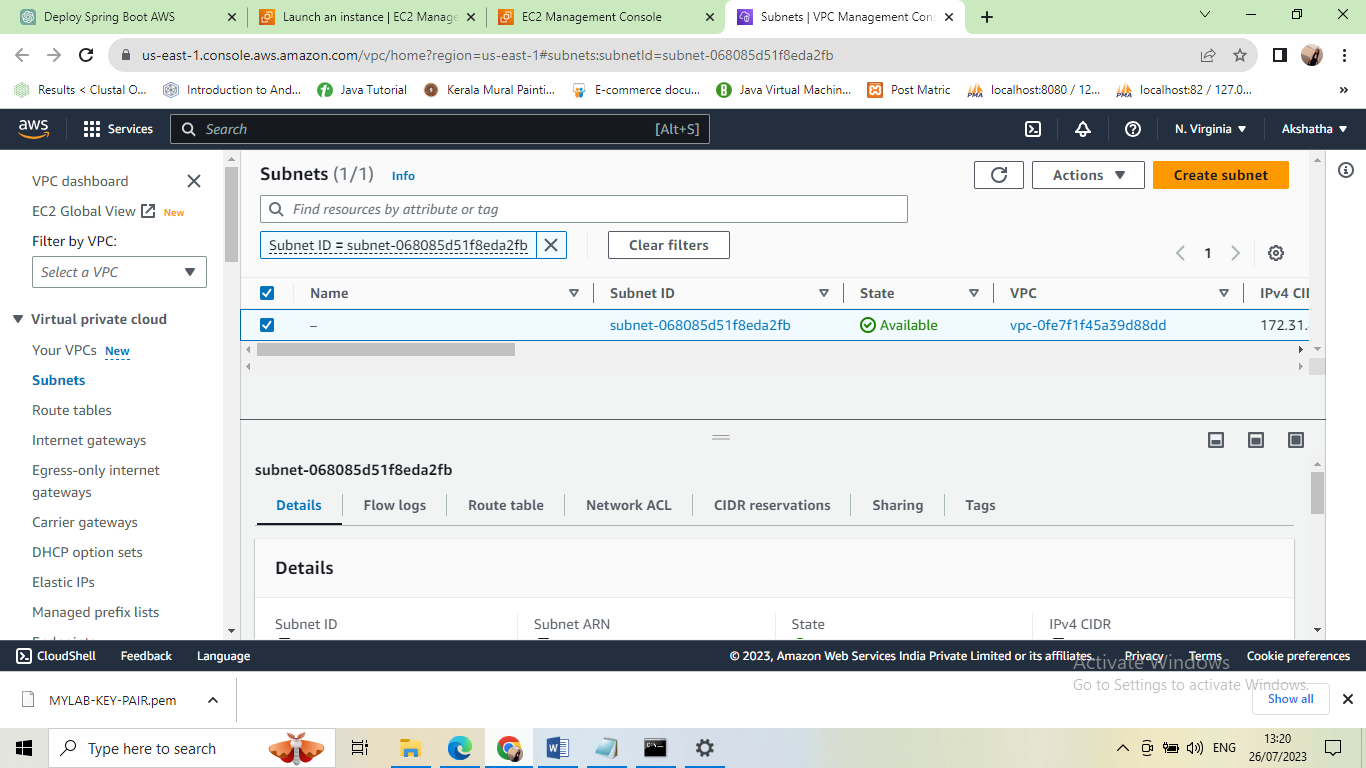 Deploy Spring Boot AWS
Launch an instance | EC2 Manage
EC2 Management Console
Subnets | VPC Management Con
us-east-1.console.aws.amazon.com/vpc/home?region=us-east-1#subnets:subnetId=subnet-068085d51f8eda2fb
Results < Clustal O...
Introduction to And...
Java Tutorial
Kerala Mural Painti...
E-commerce docu...
Java Virtual Machin...
Post Matric
localhost:8080 / 12...
localhost:82 / 127.0...
»
aws
Services
Search
[Alt+S]
N. Virginia
Akshatha
VPC dashboard
EC2 Global View New
Filter by VPC:
Select a VPC
Virtual private cloud
Your VPCs New
Subnets
Route tables
Internet gateways
Egress-only internet
gateways
Carrier gateways
DHCP option sets
Elastic IPs
Managed prefix lists
Subnets (1/1) Info
Actions
Create subnet
Find resources by attribute or tag
Subnet ID = subnet-068085d51f8eda2fb
Clear filters
1
Name
Subnet ID
State
VPC
IPv4 CI
–
subnet-068085d51f8eda2fb
Available
vpc-0fe7f1f45a39d88dd
172.31.
subnet-068085d51f8eda2fb
Details
Flow logs
Route table
Network ACL
CIDR reservations
Sharing
Tags
Details
Subnet ID
Subnet ARN
State
IPv4 CIDR
CloudShell
Feedback
Language
© 2023, Amazon Web Services India Private Limited or its affiliates.
Privacy
Terms
Cookie preferences
Activate Windows
Go to Settings to activate Windows.
MYLAB-KEY-PAIR.pem
Show all
Type here to search
ENG
13:20
26/07/2023